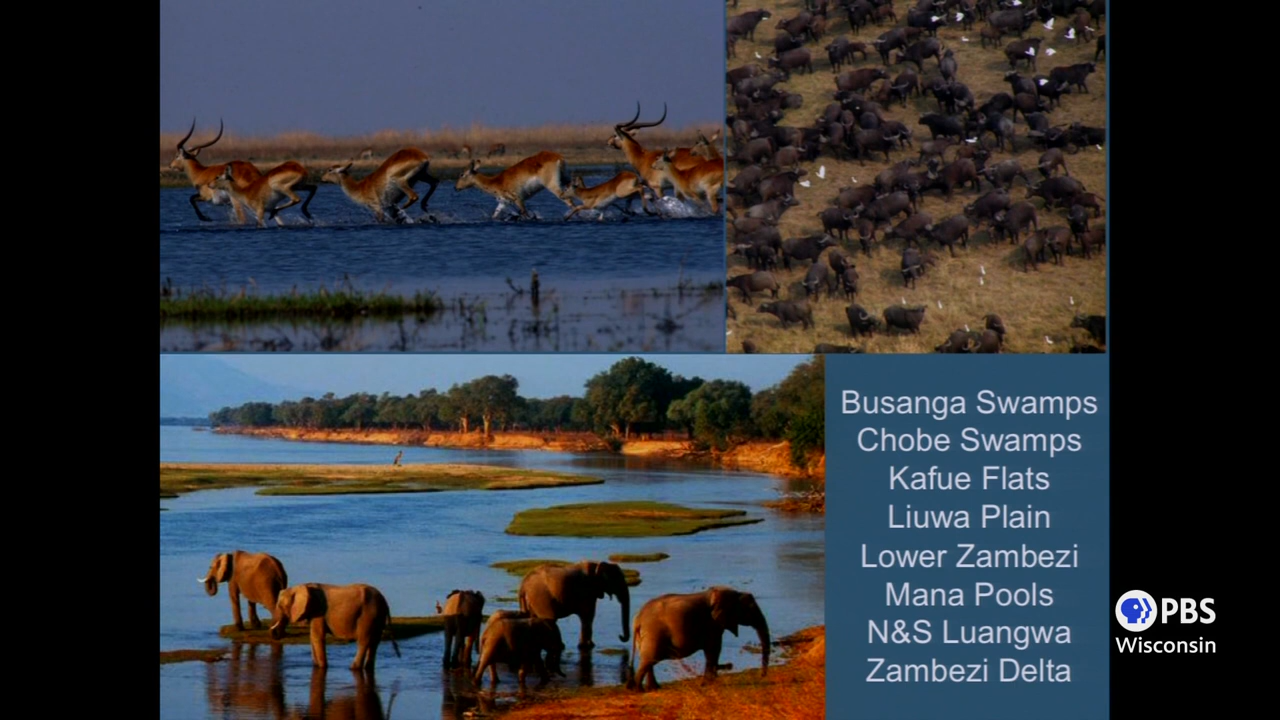 Busanga Swamps
Chobe Swamps
Kafue Flats
Liuwa Plain
Lower Zambezi
Mana Pools
N&S Luangwa
Zambezi Delta
PBS
Wisconsin